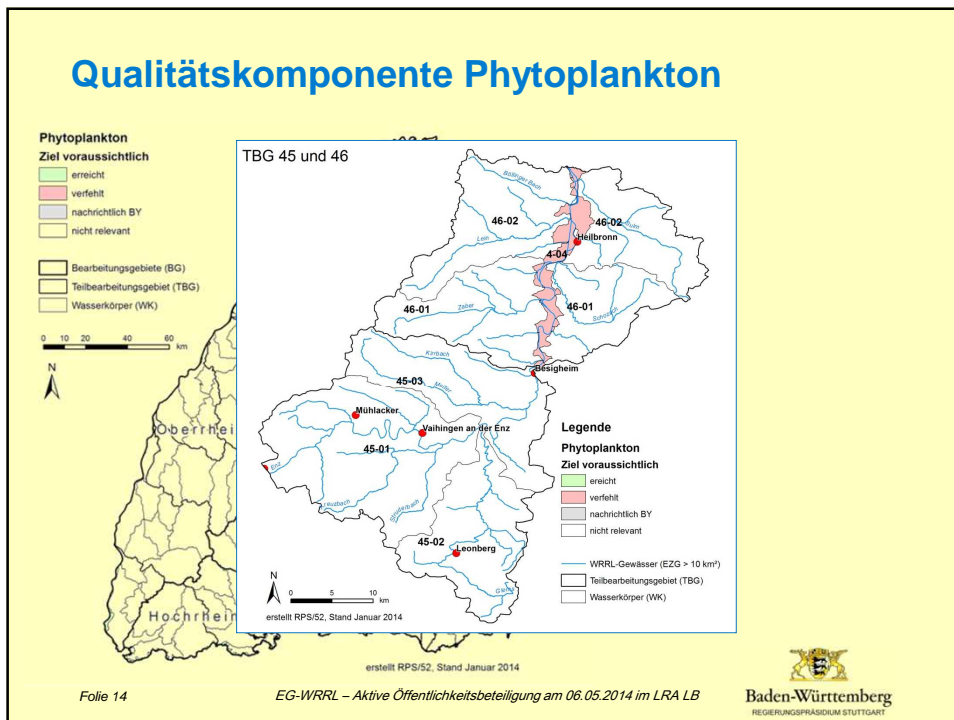 Qualitätskomponente Phytoplankton
Phytoplankton
Ziel voraussichtlich
erreicht
verfehlt
nachrichtlich BY
nicht relevant
Bearbeitungsgebiete (BG)
Teilbearbeitungsgebiet (TBG)
Wasserkörper (WK)
0 10 20 40 60
km
N
Oberrhein
Hochrhein
TBG 45 und 46
Böllinger Bach
46-02
46-02
Sulm
Heilbronn
Lein
4-04
46-01
Zaber
46-01
Schozach
Kirbach
Besigheim
45-03
Metter
Mühlacker
Vaihingen an der Enz
45-01
Enz
Kreuzbach
Strudelbach
45-02
Leonberg
Glems
Legende
Phytoplankton
Ziel voraussichtlich
erreicht
verfehlt
nachrichtlich BY
nicht relevant
WRRL-Gewässer (EZG > 10 km²)
Teilbearbeitungsgebiet (TBG)
Wasserkörper (WK)
N
0 5 10
km
erstellt RPS/52, Stand Januar 2014
erstellt RPS/52, Stand Januar 2014
Folie 14
EG-WRRL – Aktive Öffentlichkeitsbeteiligung am 06.05.2014 im LRA LB
Baden-Württemberg
REGIERUNGSPRÄSIDIUM STUTTGART